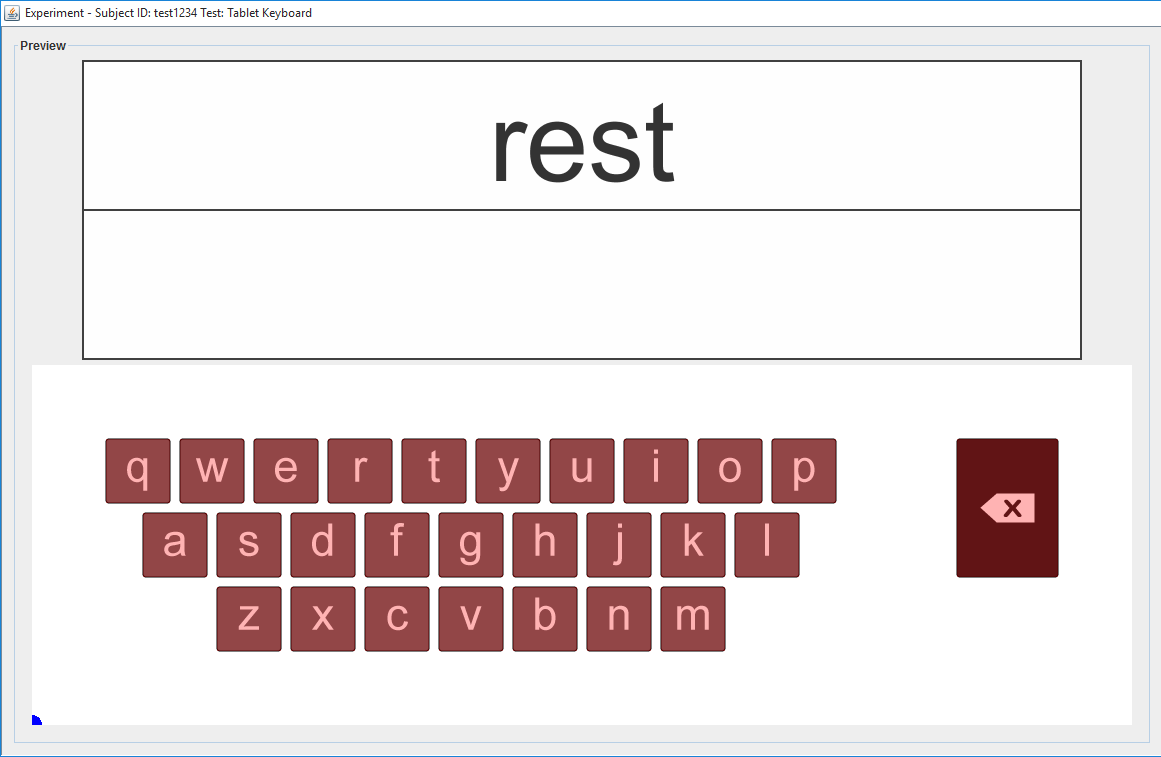 Experiment - Subject ID: test1234 Test: Tablet Keyboard
Preview
rest
q w e r t y u i o p
a s d f g h j k l
z x c v b n m